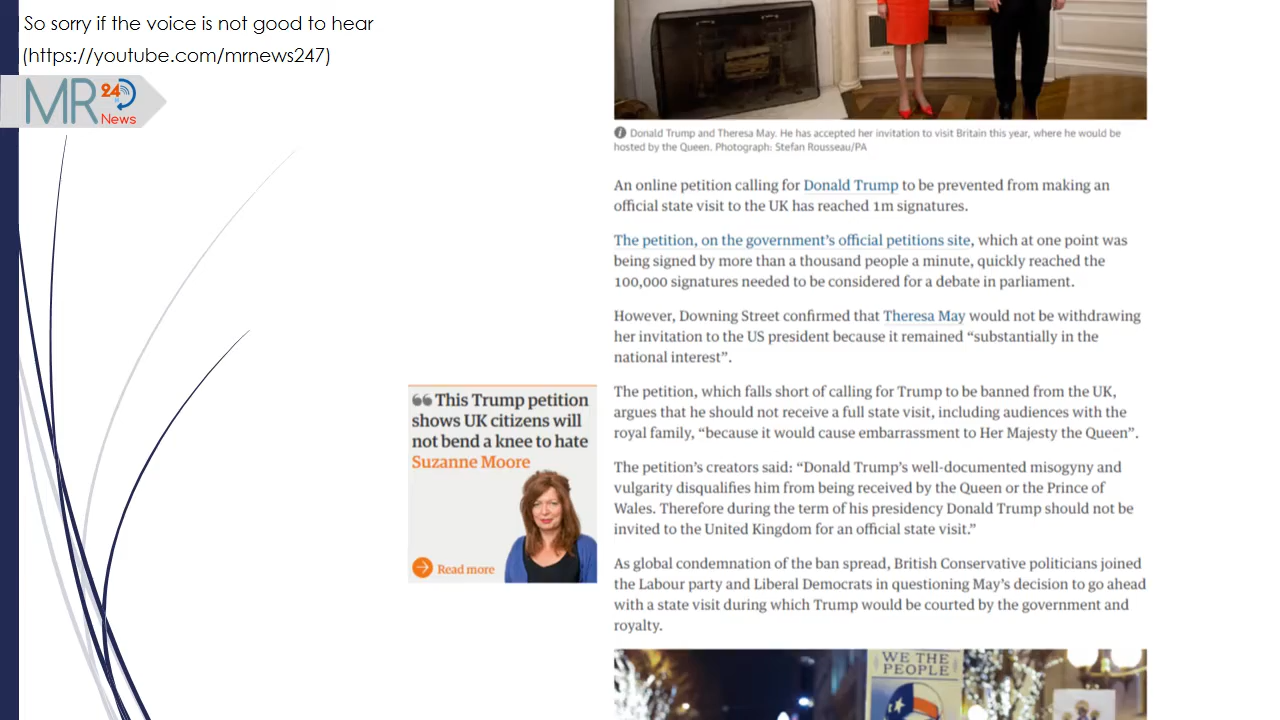 So sorry if the voice is not good to hear
(https://youtube.com/mrnews247)
MR
24
News
Donald Trump and Theresa May. He has accepted her invitation to visit Britain this year, where he would be
hosted by the Queen. Photograph: Stefan Rousseau/PA
An online petition calling for Donald Trump to be prevented from making an
official state visit to the UK has reached 1m signatures.
The petition, on the government’s official petitions site, which at one point was
being signed by more than a thousand people a minute, quickly reached the
100,000 signatures needed to be considered for a debate in parliament.
However, Downing Street confirmed that Theresa May would not be withdrawing
her invitation to the US president because it remained “substantially in the
national interest”.
The petition, which falls short of calling for Trump to be banned from the UK,
argues that he should not receive a full state visit, including audiences with the
royal family, “because it would cause embarrassment to Her Majesty the Queen”.
The petition’s creators said: “Donald Trump’s well-documented misogyny and
vulgarity disqualifies him from being received by the Queen or the Prince of
Wales. Therefore during the term of his presidency Donald Trump should not be
invited to the United Kingdom for an official state visit.”
As global condemnation of the ban spread, British Conservative politicians joined
the Labour party and Liberal Democrats in questioning May’s decision to go ahead
with a state visit during which Trump would be courted by the government and
royalty.
“This Trump petition
shows UK citizens will
not bend a knee to hate
Suzanne Moore
Read more
WE THE
PEOPLE